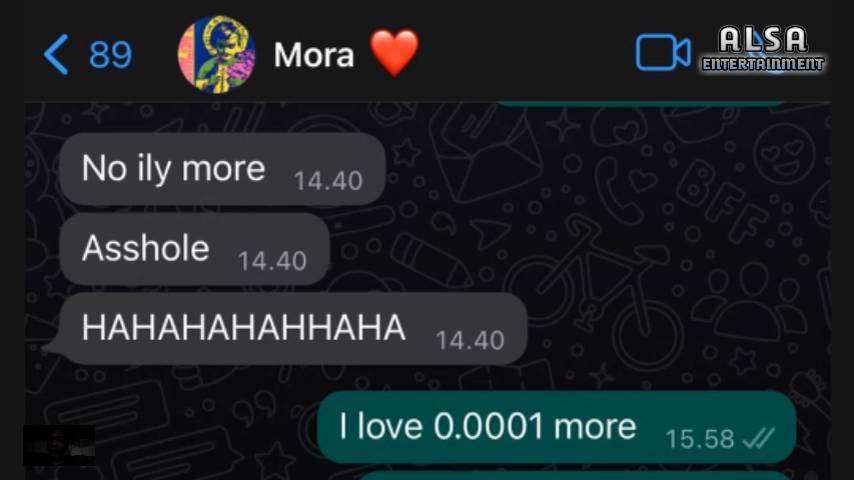 89
Mora ❤️
ALSA
ENTERTAINMENT
No ily more 14.40
Asshole 14.40
HAHAHAHAHHAHA 14.40
I love 0.0001 more 15.58
BFF